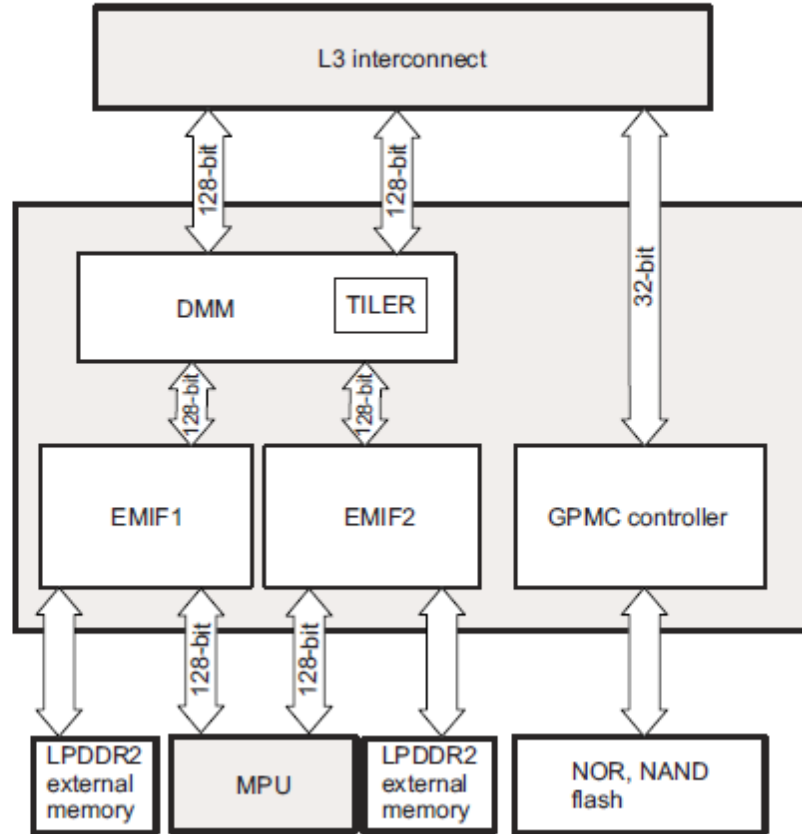 L3 interconnect
128-bit
128-bit
32-bit
DMM
TILER
128-bit
128-bit
EMIF1
EMIF2
GPMC controller
128-bit
128-bit
LPDDR2
external
memory
MPU
LPDDR2
external
memory
NOR, NAND
flash